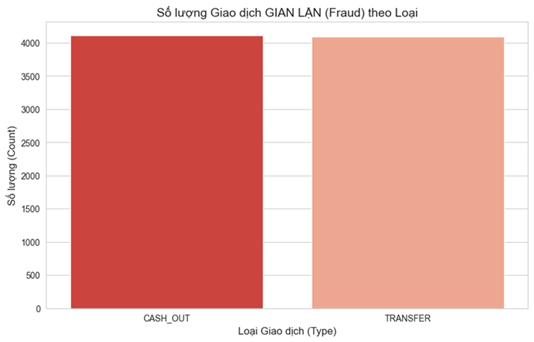 Số lượng Giao dịch GIAN LẬN (Fraud) theo Loại
Số lượng (Count)
4000
3500
3000
2500
2000
1500
1000
500
0
CASH_OUT
TRANSFER
Loại Giao dịch (Type)